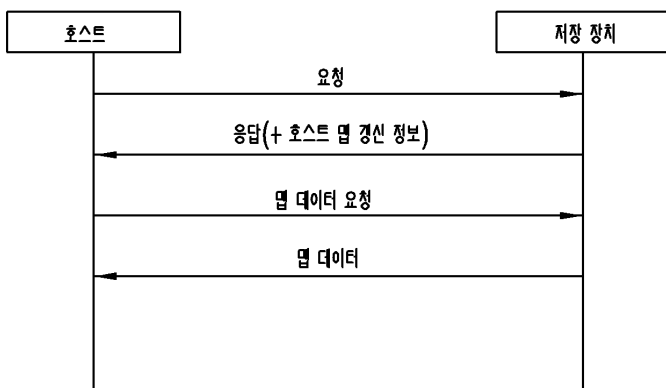 호스트
저장 장치
요청
응답(+ 호스트 맵 갱신 정보)
맵 데이터 요청
맵 데이터